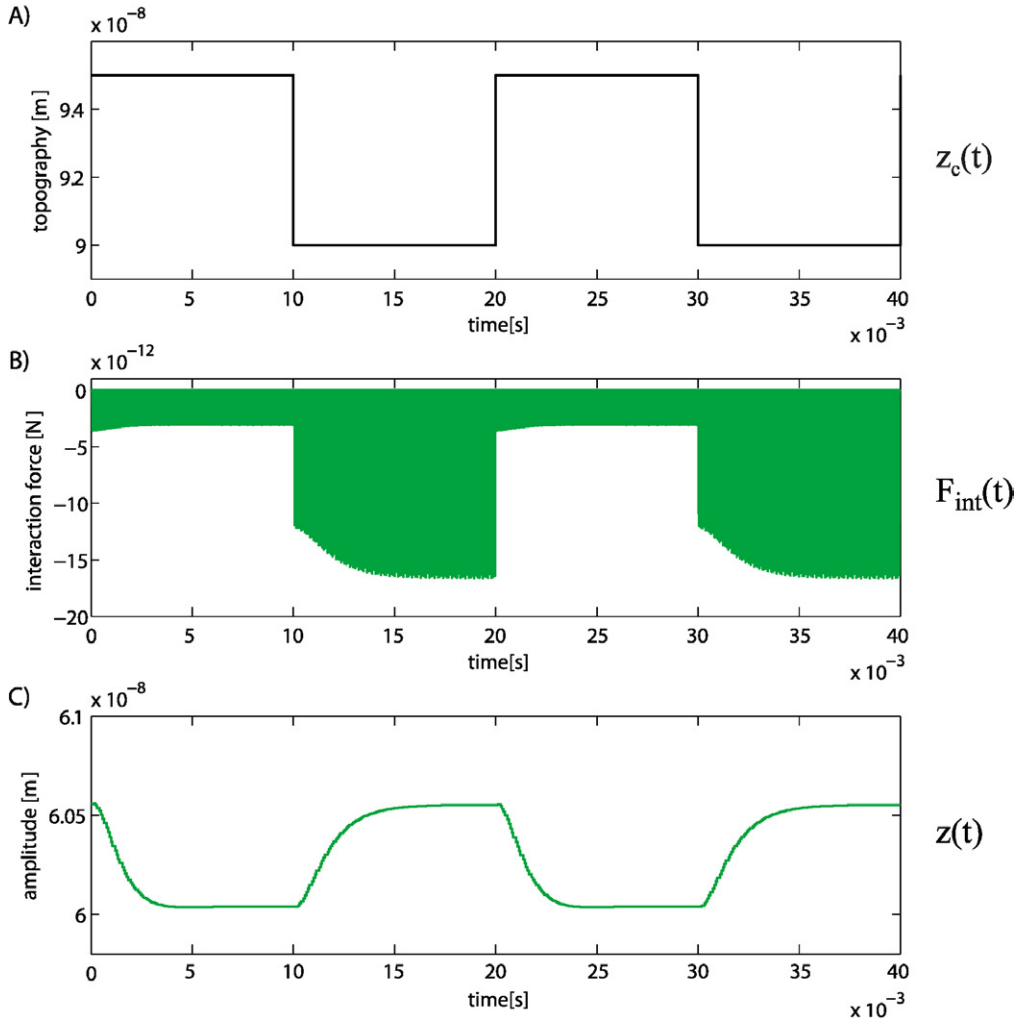 A)
x 10⁻⁸
topography [m]
9.4
9.2
9
0 5 10 15 20 25 30 35 40
time[s]
x 10⁻³
z_c(t)
B)
x 10⁻¹²
interaction force [N]
0
−5
−10
−15
−20
0 5 10 15 20 25 30 35 40
time[s]
x 10⁻³
F_int(t)
C)
x 10⁻⁸
amplitude [m]
6.1
6.05
6
0 5 10 15 20 25 30 35 40
time[s]
x 10⁻³
z(t)